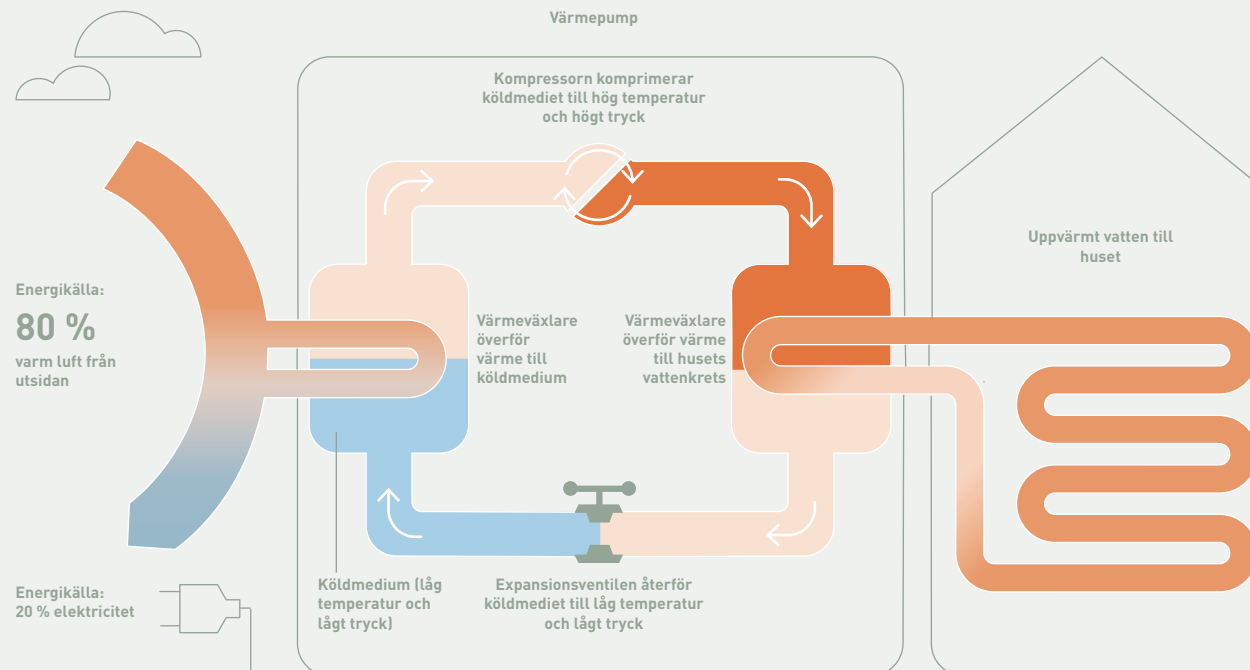 Värmepump
Kompressorn komprimerar
köldmediet till hög temperatur
och högt tryck
Uppvärmt vatten till
huset
Energikälla:
80 %
varm luft från
utsidan
Värmeväxlare
överför
värme till
köldmedium
Värmeväxlare
överför värme
till husets
vattenkrets
Energikälla:
20 % elektricitet
Köldmedium (låg
temperatur och
lågt tryck)
Expansionsventilen återför
köldmediet till låg temperatur
och lågt tryck